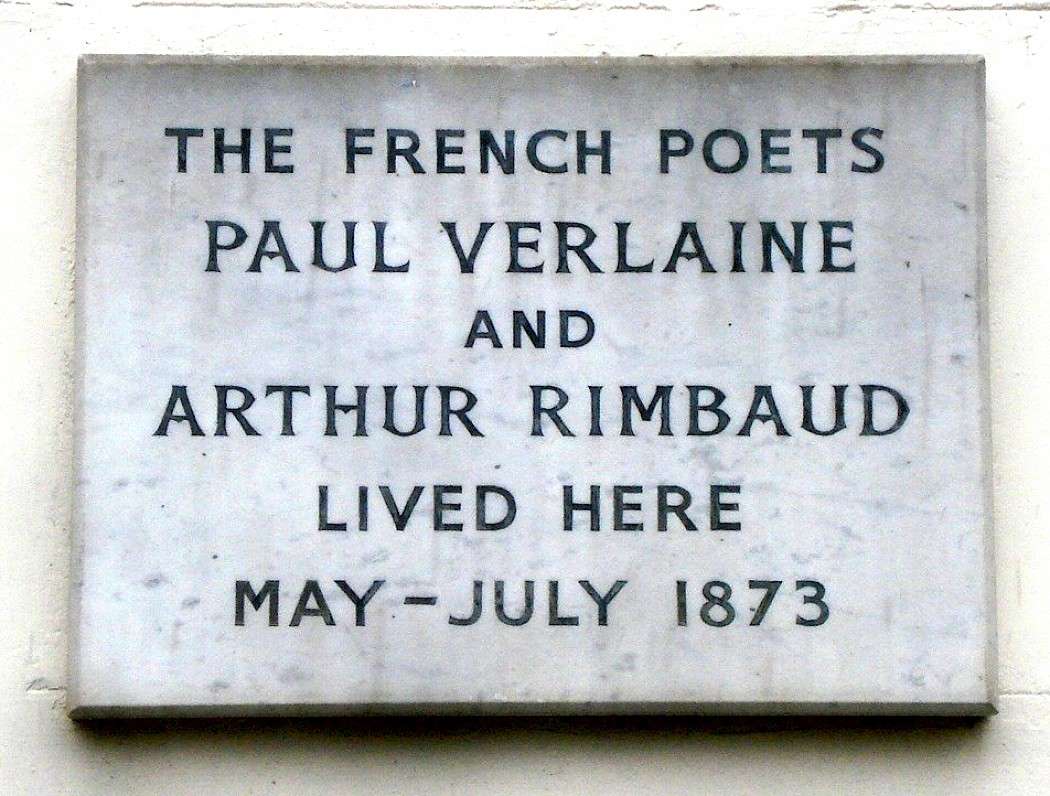 THE FRENCH POETS
PAUL VERLAINE
AND
ARTHUR RIMBAUD
LIVED HERE
MAY – JULY 1873